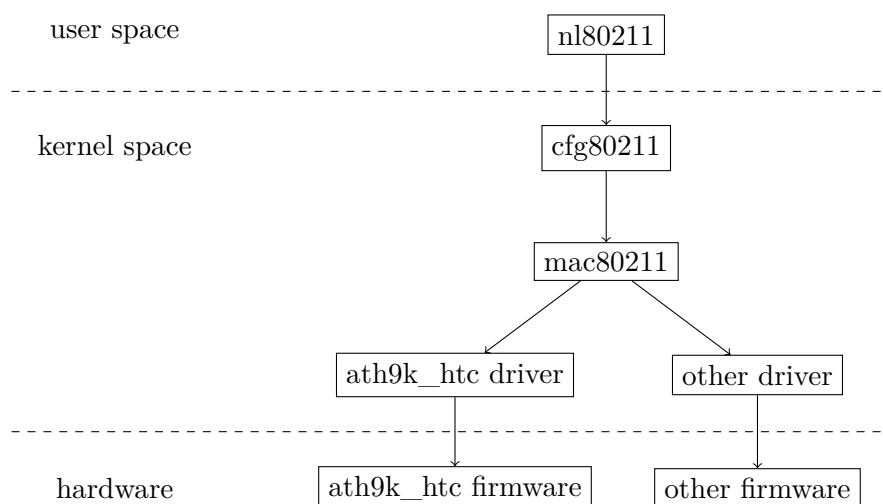 user space
nl80211
kernel space
cfg80211
mac80211
ath9k_htc driver
other driver
hardware
ath9k_htc firmware
other firmware